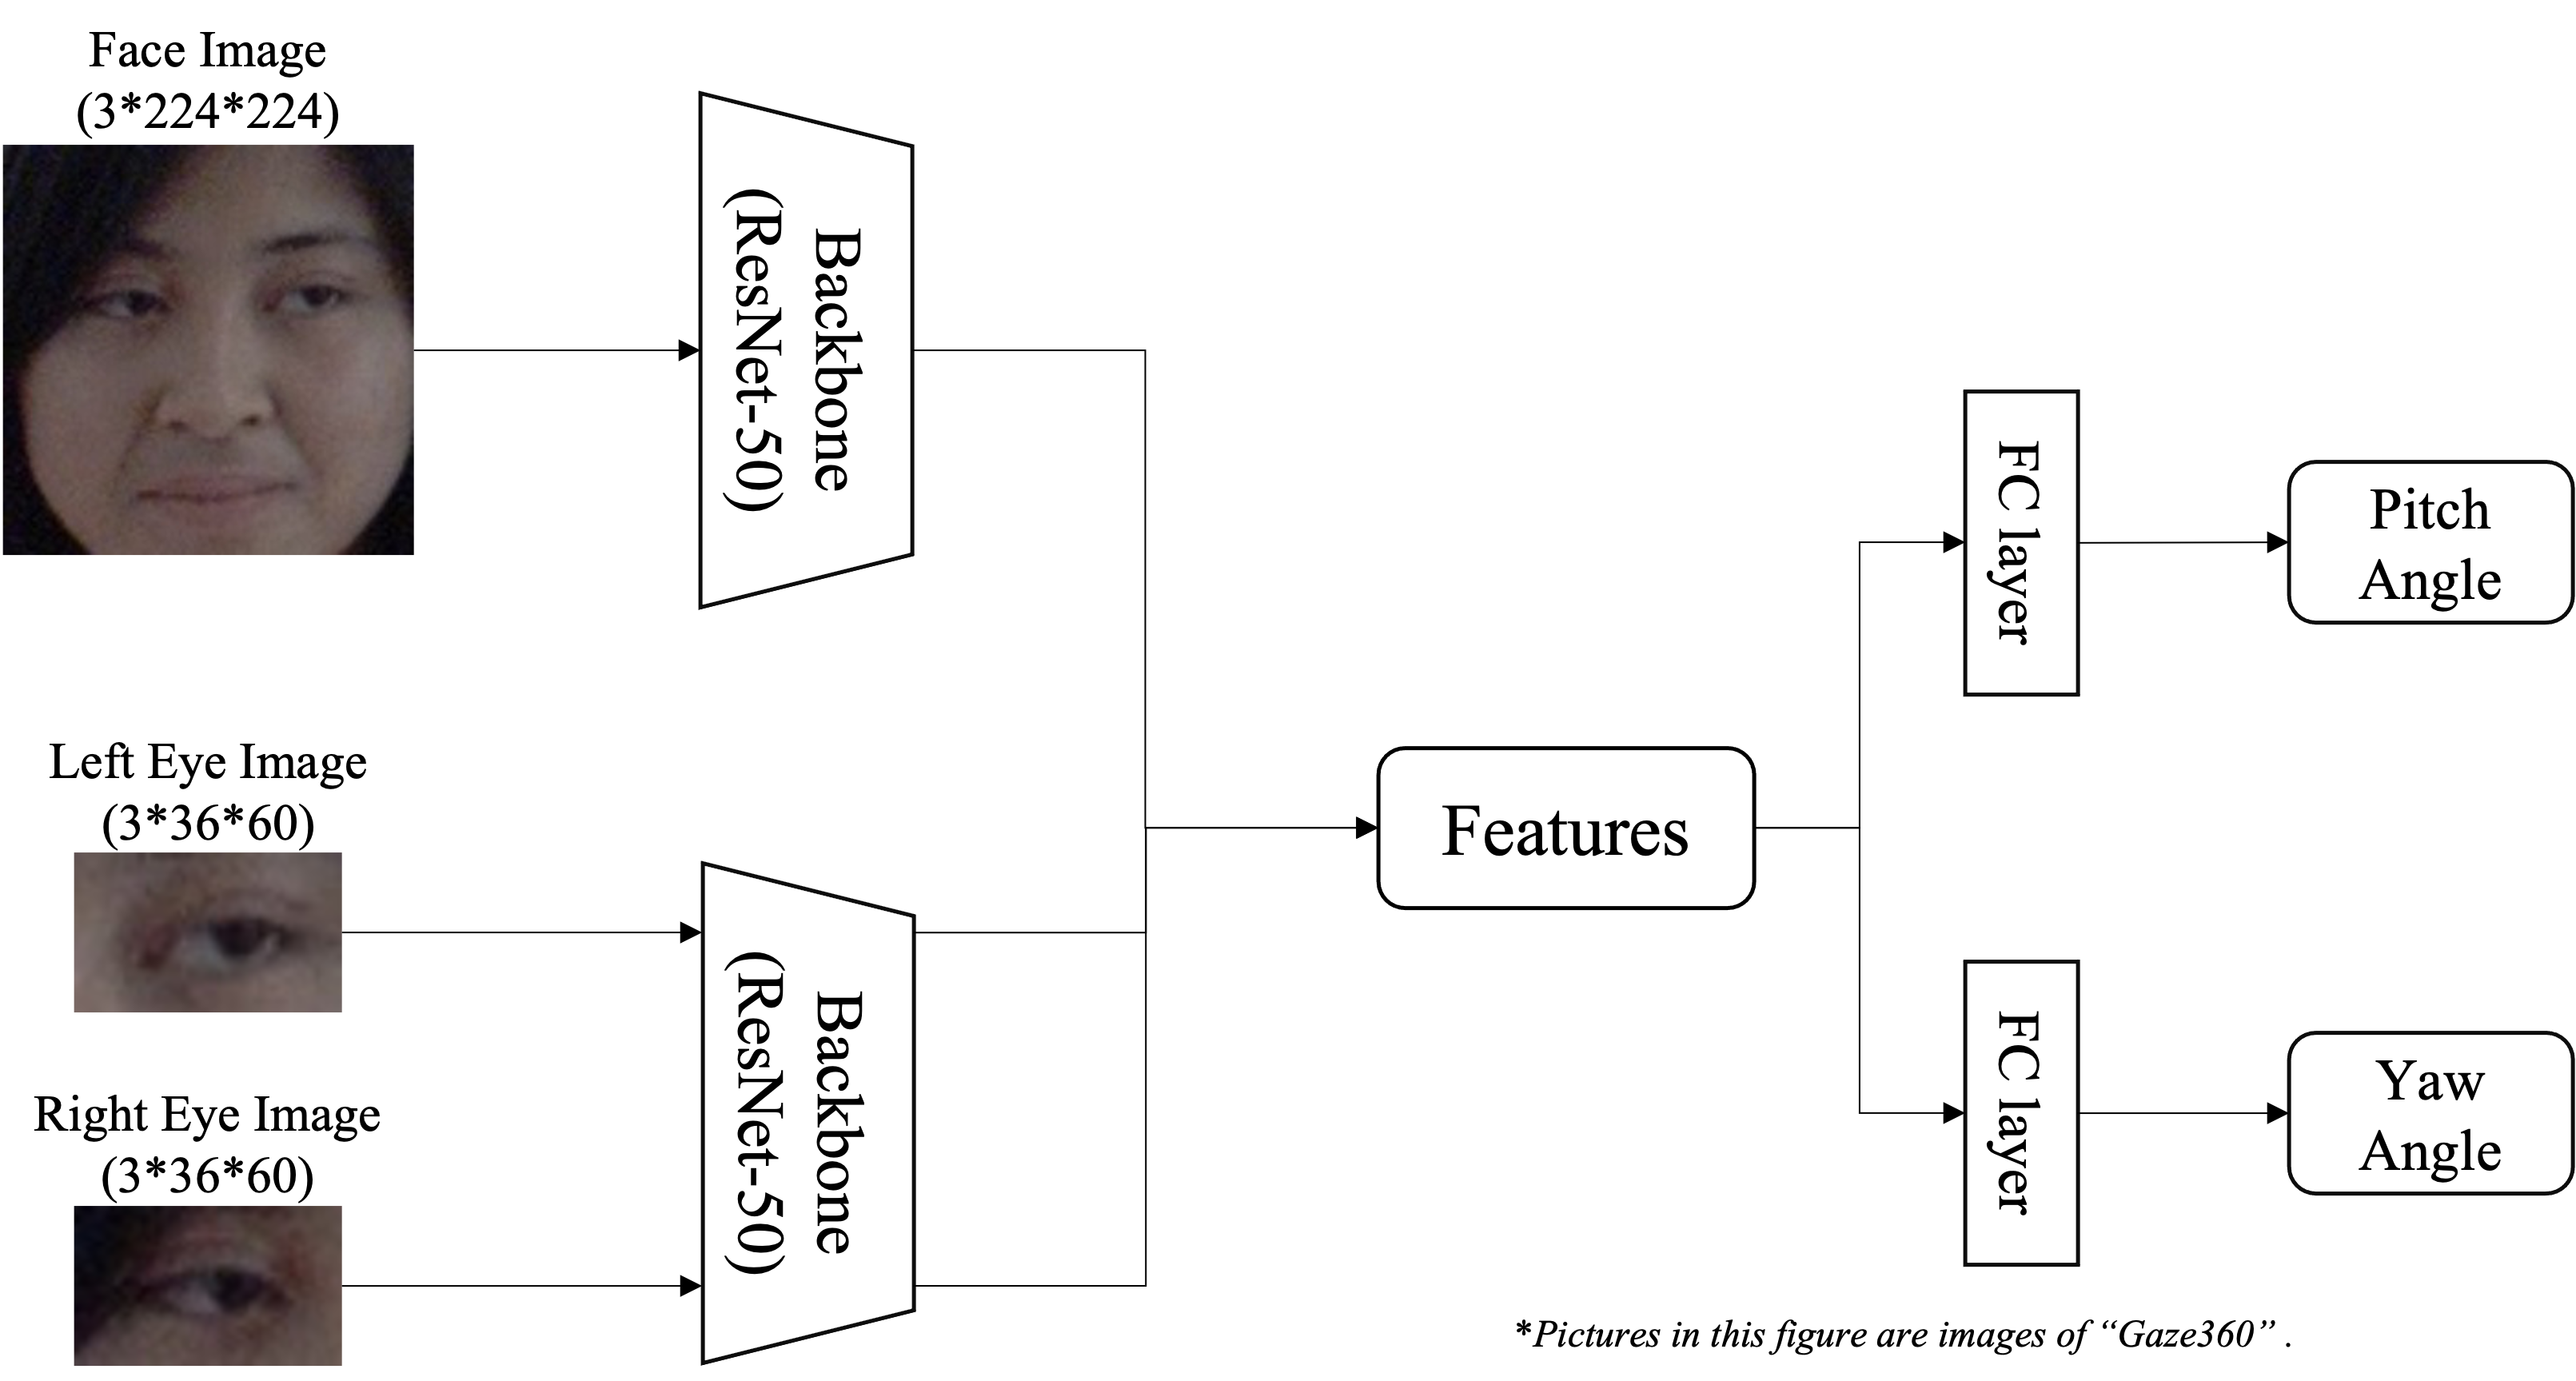 Face Image
(3*224*224)
Backbone
(ResNet-50)
Left Eye Image
(3*36*60)
Right Eye Image
(3*36*60)
Backbone
(ResNet-50)
Features
FC layer
Pitch
Angle
FC layer
Yaw
Angle
*Pictures in this figure are images of “Gaze360” .